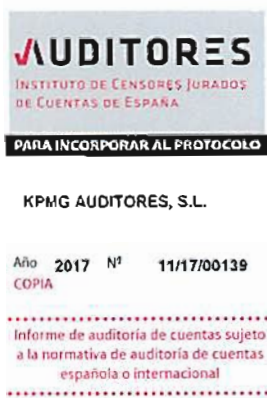 AUDITORES
INSTITUTO DE CENSORES JURADOS
DE CUENTAS DE ESPAÑA
PARA INCORPORAR AL PROTOCOLO
KPMG AUDITORES, S.L.
Año 2017 Nº 11/17/00139
COPIA
Informe de auditoría de cuentas sujeto
a la normativa de auditoría de cuentas
española o internacional